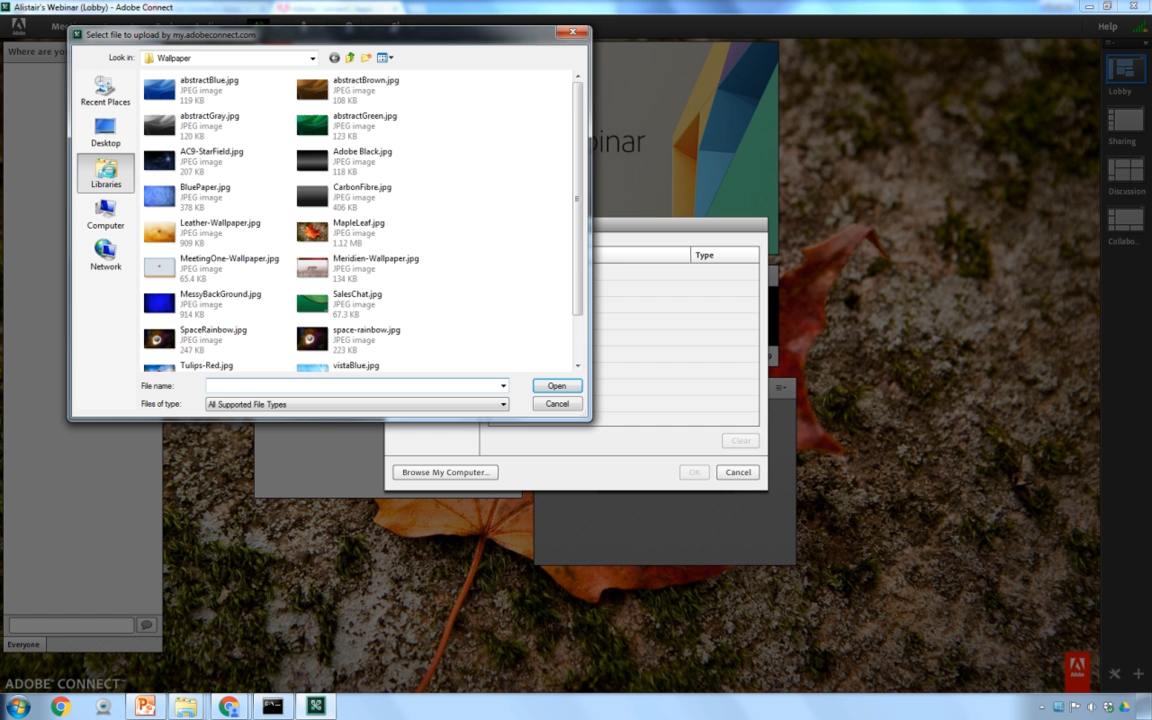 Alistair's Webinar (Lobby) - Adobe Connect
Help
Select file to upload by my.adobeconnect.com
Where are you
Look in:
Wallpaper
Recent Places
Desktop
Libraries
Computer
Network
abstractBlue.jpg
JPEG image
119 KB
abstractBrown.jpg
JPEG image
108 KB
abstractGray.jpg
JPEG image
120 KB
abstractGreen.jpg
JPEG image
123 KB
AC9-StarField.jpg
JPEG image
207 KB
Adobe Black.jpg
JPEG image
118 KB
BluePaper.jpg
JPEG image
378 KB
CarbonFibre.jpg
JPEG image
406 KB
Leather-Wallpaper.jpg
JPEG image
909 KB
MapleLeaf.jpg
JPEG image
1.12 MB
MeetingOne-Wallpaper.jpg
JPEG image
65.4 KB
Meridien-Wallpaper.jpg
JPEG image
134 KB
MessyBackGround.jpg
JPEG image
914 KB
SalesChat.jpg
JPEG image
67.3 KB
SpaceRainbow.jpg
JPEG image
247 KB
space-rainbow.jpg
JPEG image
223 KB
Tulips-Red.jpg
vistaBlue.jpg
File name:
Open
Files of type:
All Supported File Types
Cancel
inar
Type
Clear
Browse My Computer...
OK
Cancel
Lobby
Sharing
Discussion
Collabo...
Everyone
ADOBE® CONNECT™
Adobe